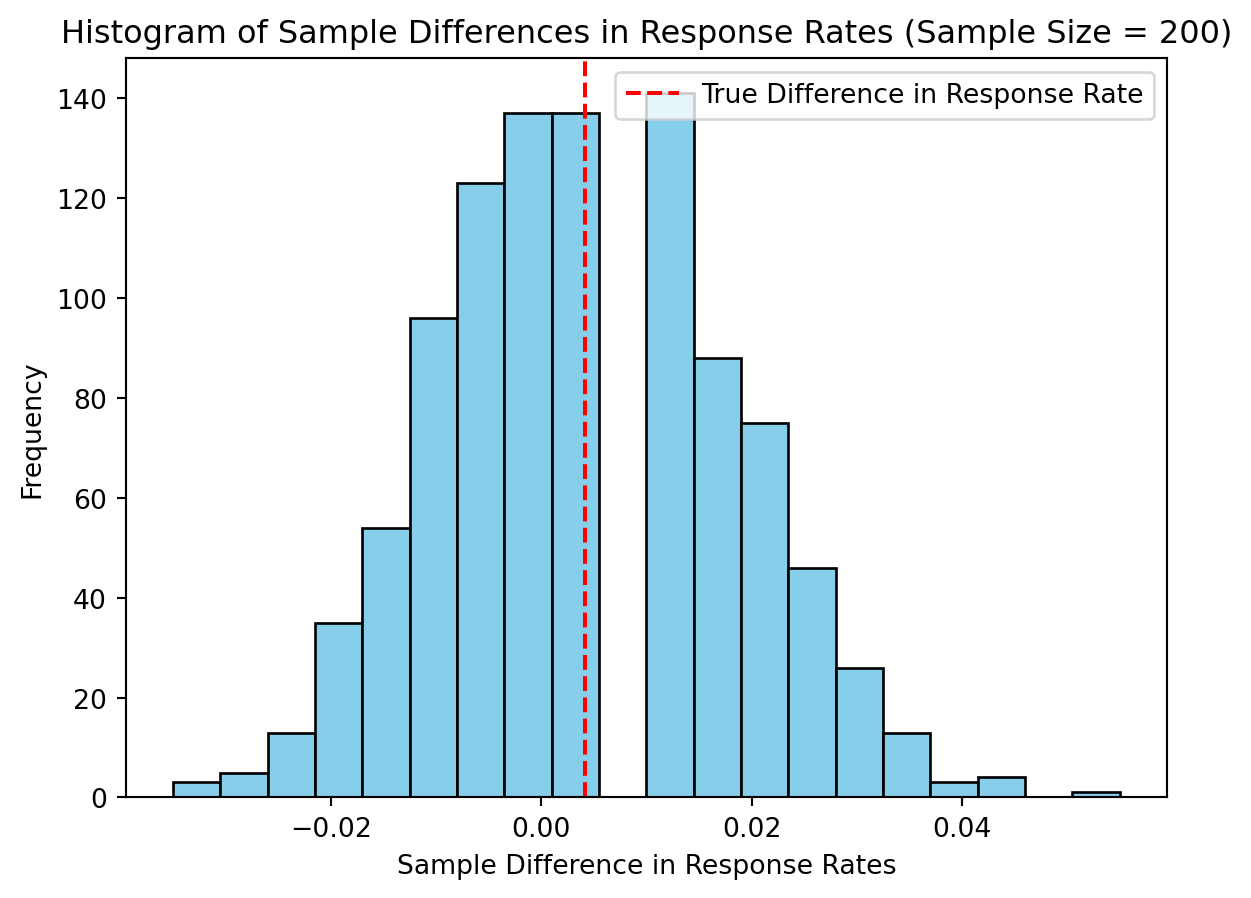 Histogram of Sample Differences in Response Rates (Sample Size = 200)
True Difference in Response Rate
140
120
100
80
60
40
20
0
Frequency
−0.02 0.00 0.02 0.04
Sample Difference in Response Rates